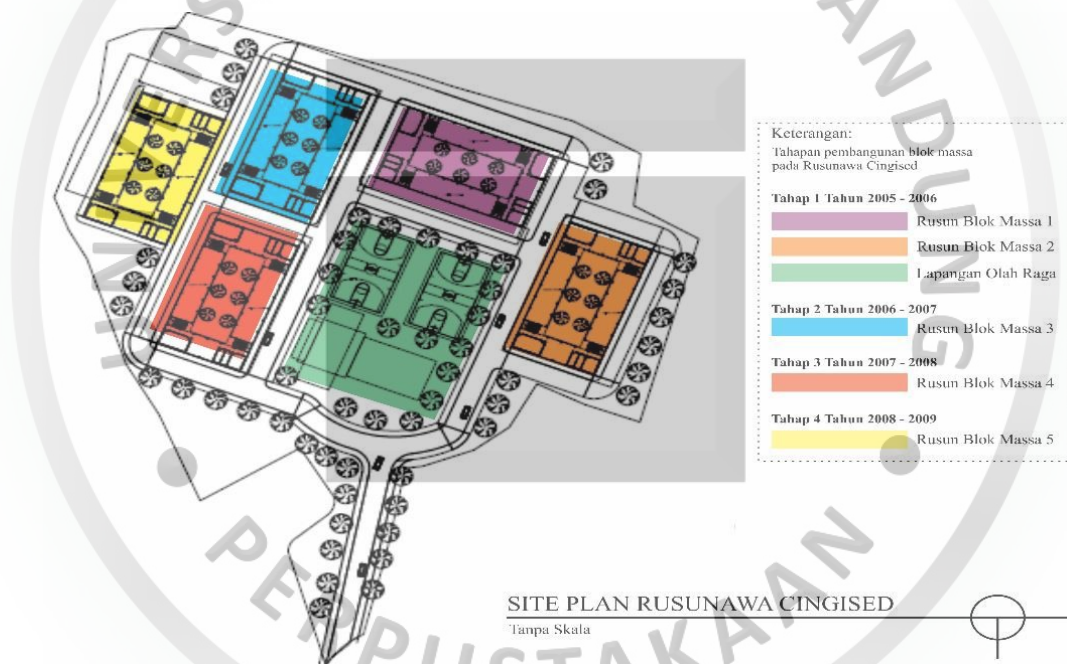 Keterangan:
Tahapan pembangunan blok massa
pada Rusunawa Cingised
Tahap 1 Tahun 2005 - 2006
Rusun Blok Massa 1
Rusun Blok Massa 2
Lapangan Olah Raga
Tahap 2 Tahun 2006 - 2007
Rusun Blok Massa 3
Tahap 3 Tahun 2007 - 2008
Rusun Blok Massa 4
Tahap 4 Tahun 2008 - 2009
Rusun Blok Massa 5
SITE PLAN RUSUNAWA CINGISED
Tanpa Skala
PERPUSTAKAAN